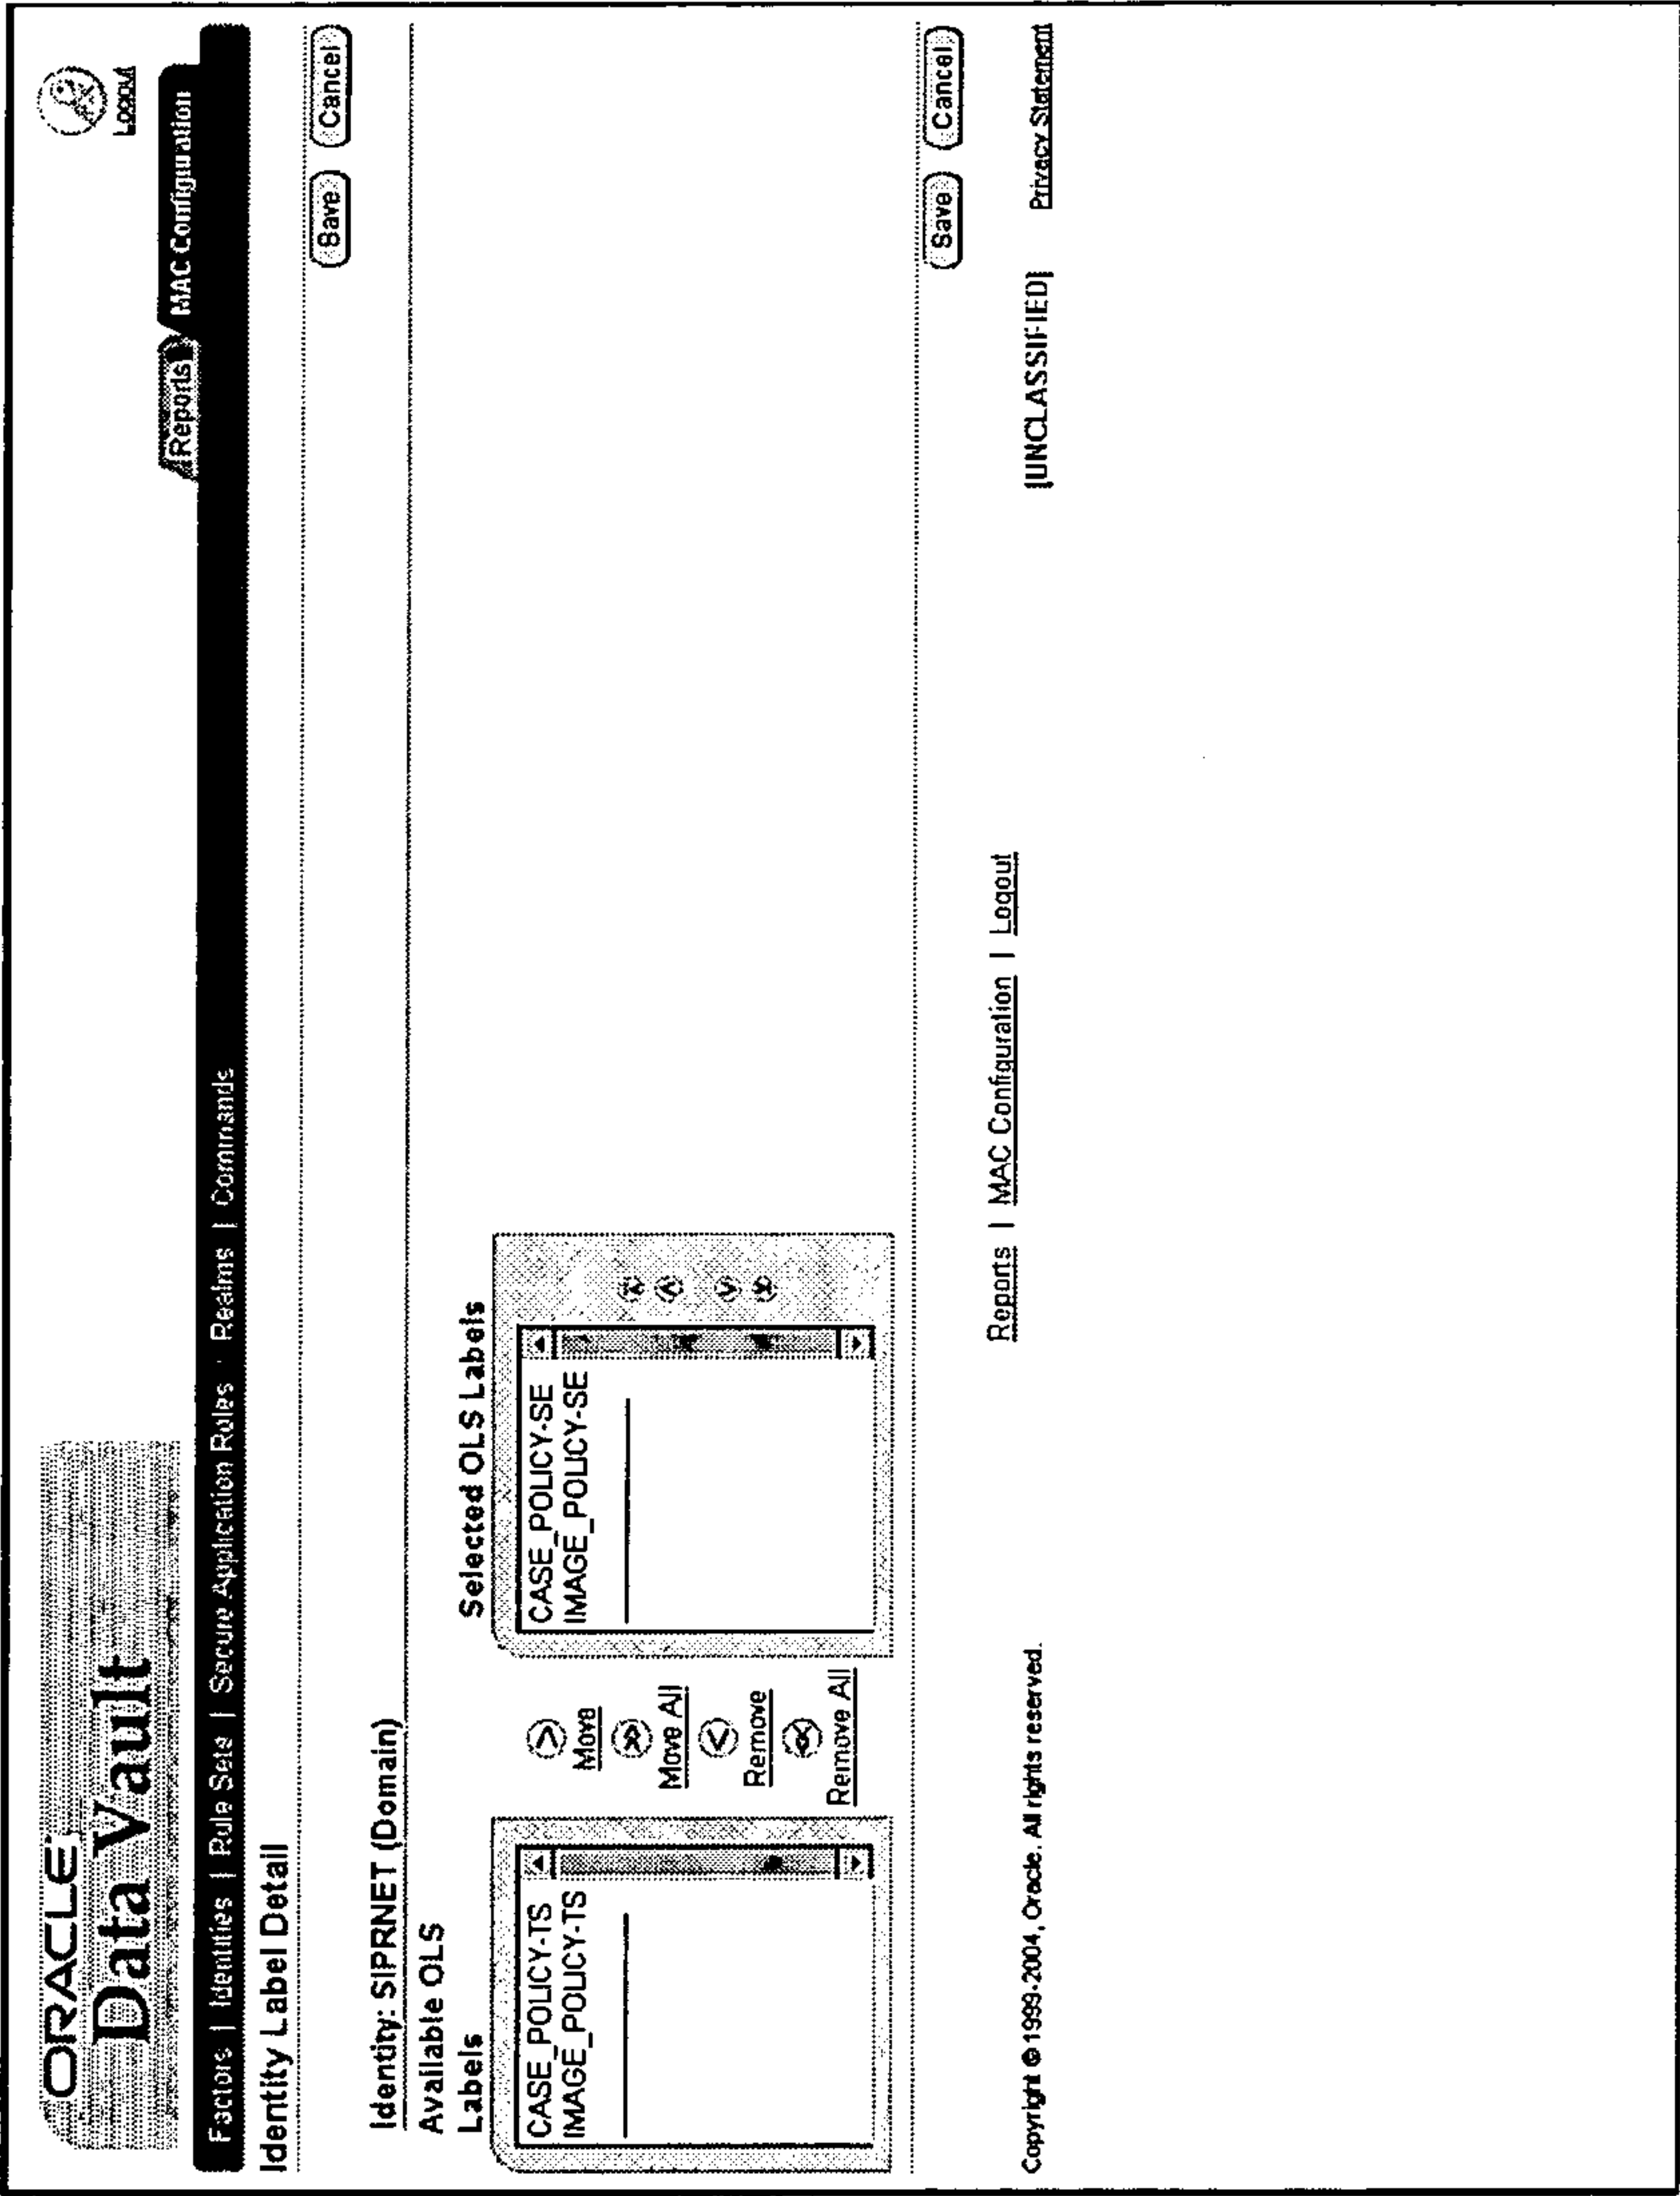 ORACLE
Data Vault
Logout
Reports MAC Configuration
Factors | Identities | Rule Sets | Secure Application Roles | Realms | Commands
Identity Label Detail
Save Cancel
Identity: SIPRNET (Domain)
Available OLS
Labels
Selected OLS Labels
CASE_POLICY-TS
IMAGE_POLICY-TS
Move
Move All
Remove
Remove All
CASE_POLICY-SE
IMAGE_POLICY-SE
Save Cancel
Reports | MAC Configuration | Logout
Copyright © 1999-2004, Oracle. All rights reserved.
[UNCLASSIFIED]
Privacy Statement